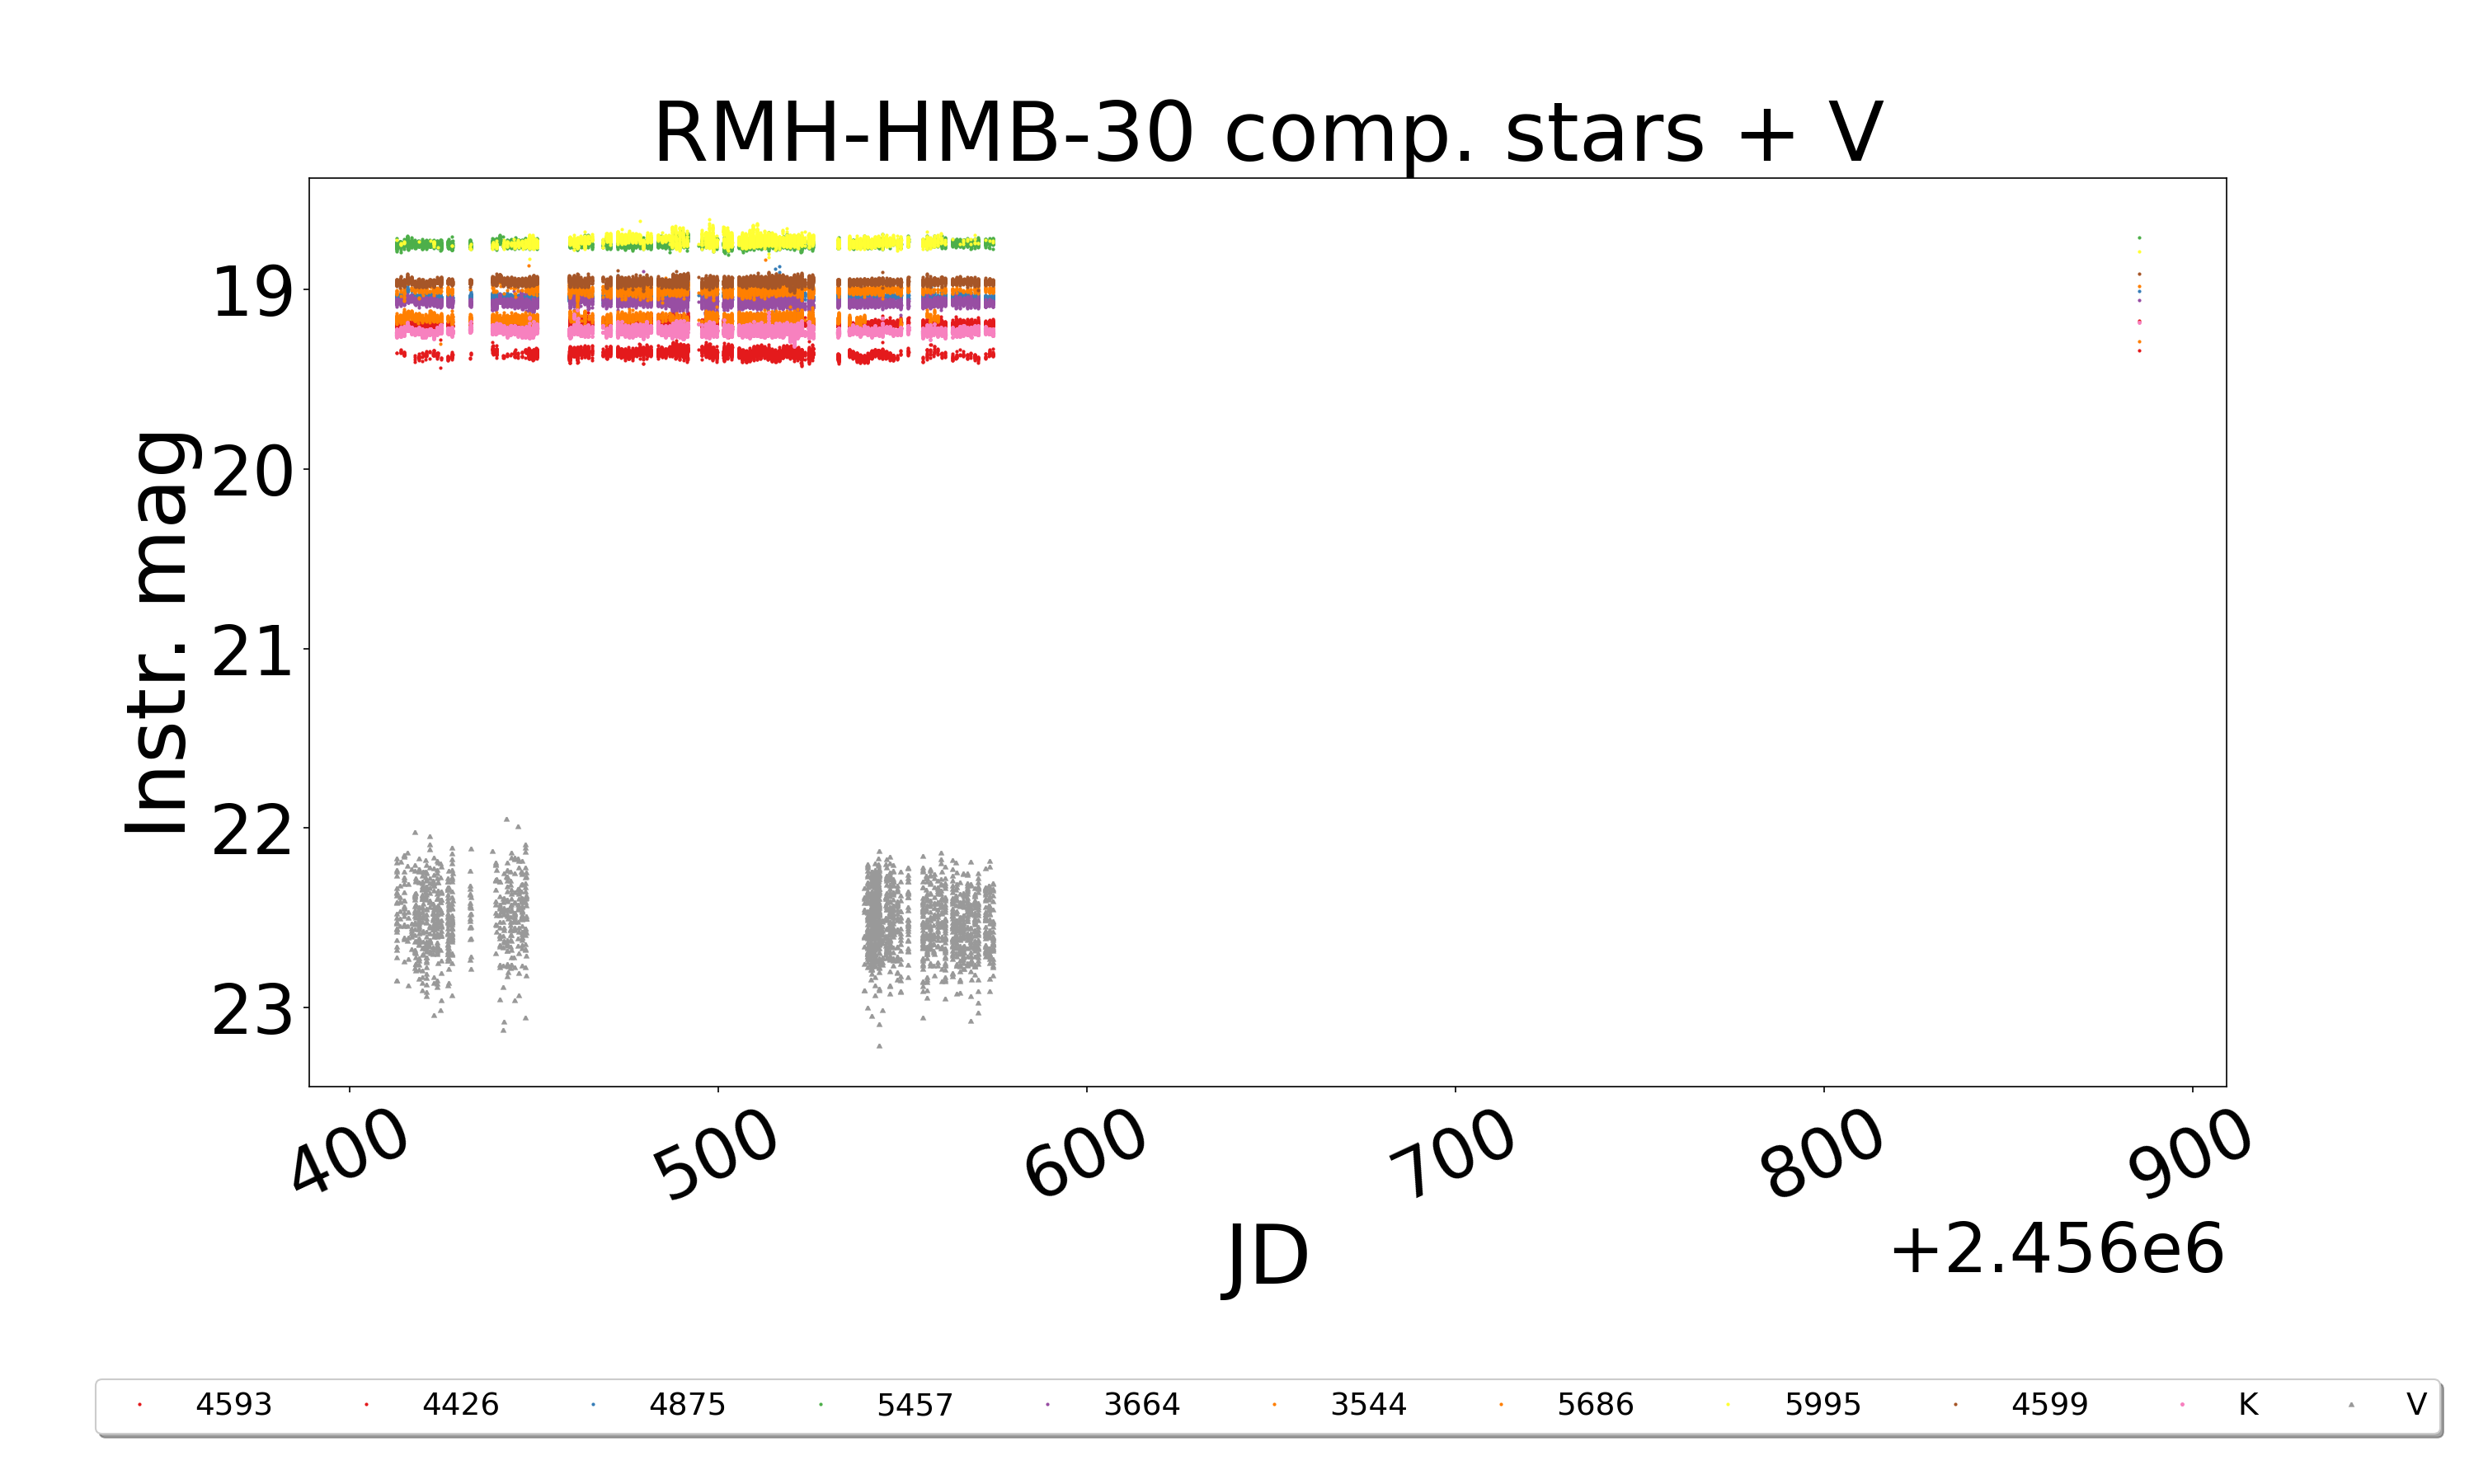 RMH-HMB-30 comp. stars + V
Instr. mag
19
20
21
22
23
400 500 600 700 800 900
JD
+2.456e6
4593 4426 4875 5457 3664 3544 5686 5995 4599 K V